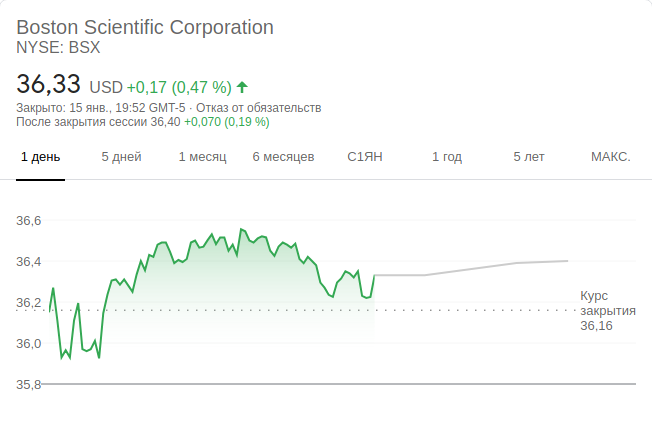 Boston Scientific Corporation
NYSE: BSX
36,33 USD +0,17 (0,47 %)
Закрыто: 15 янв., 19:52 GMT-5 · Отказ от обязательств
После закрытия сессии 36,40 +0,070 (0,19 %)
1 день 5 дней 1 месяц 6 месяцев С1ЯН 1 год 5 лет МАКС.
36,6
36,4
36,2
36,0
35,8
Курс
закрытия
36,16